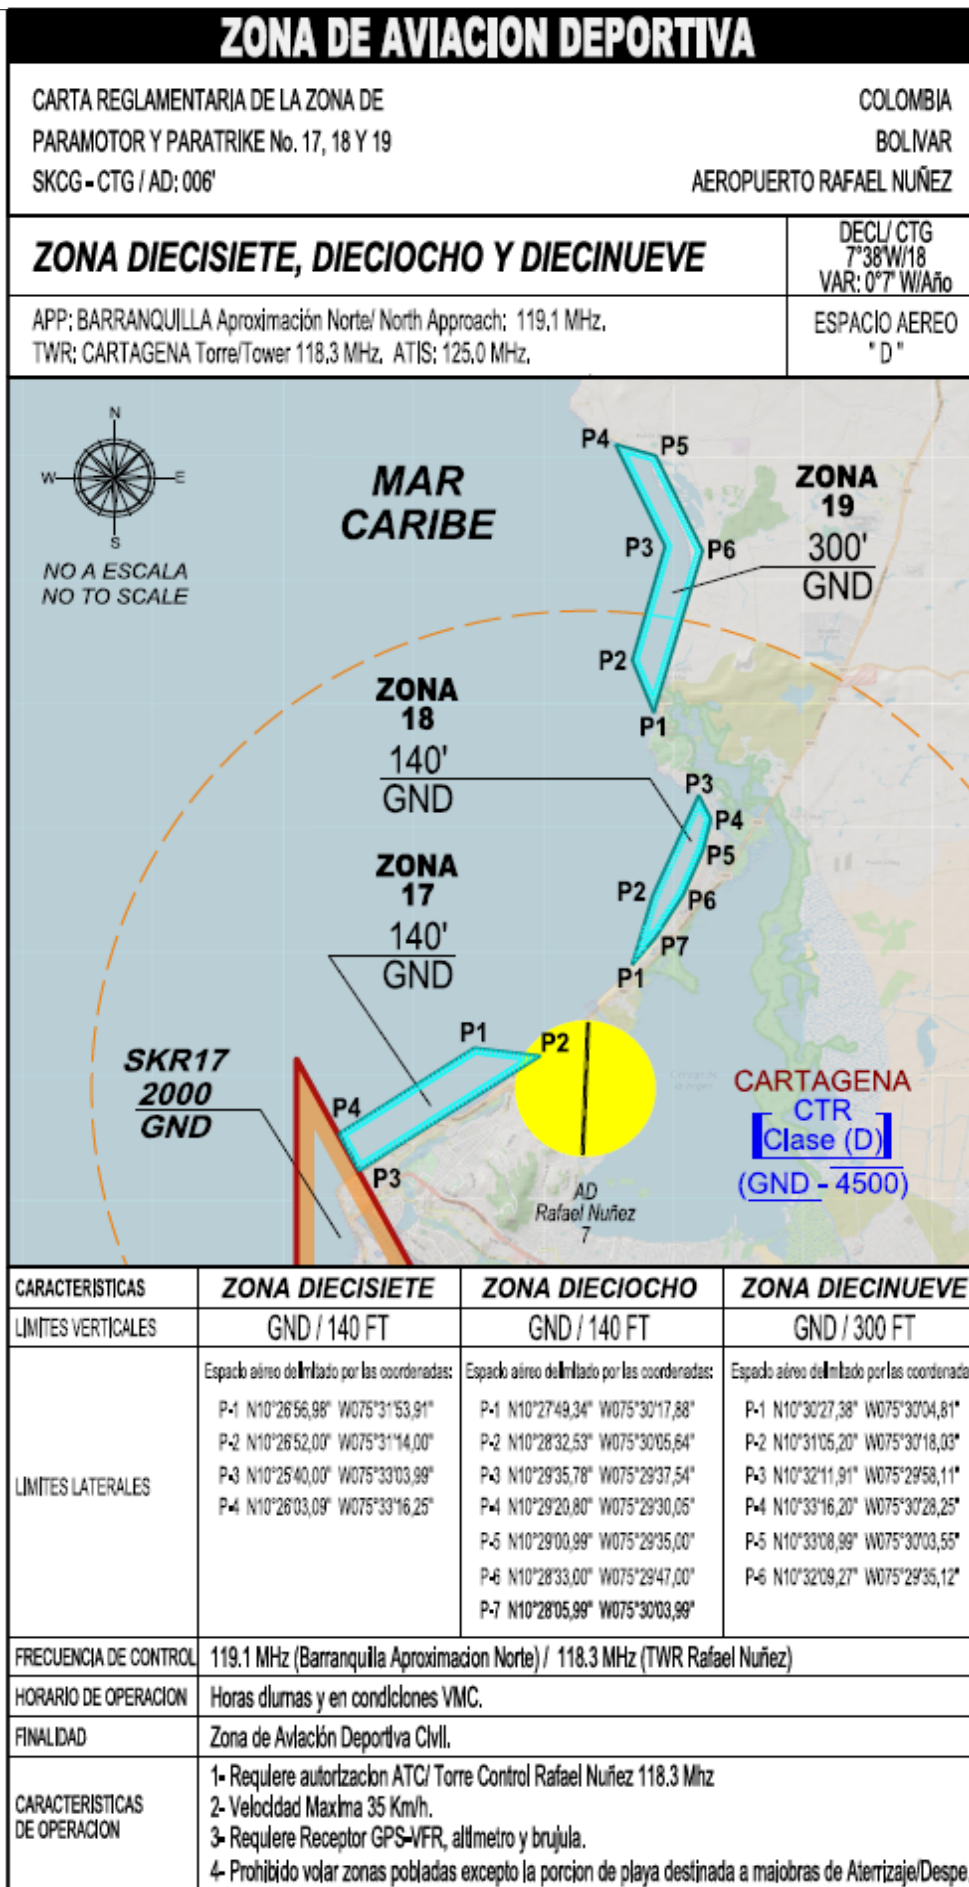 ZONA DE AVIACION DEPORTIVA
CARTA REGLAMENTARIA DE LA ZONA DE
PARAMOTOR Y PARATRIKE No. 17, 18 Y 19
SKCG - CTG / AD: 006'
COLOMBIA
BOLIVAR
AEROPUERTO RAFAEL NUÑEZ
ZONA DIECISIETE, DIECIOCHO Y DIECINUEVE
DECL/ CTG
7°38'W/18
VAR: 0°7' W/Año
APP: BARRANQUILLA Aproximación Norte/ North Approach: 119.1 MHz.
TWR: CARTAGENA Torre/Tower 118.3 MHz. ATIS: 125.0 MHz.
ESPACIO AEREO
" D "
N
W
E
S
NO A ESCALA
NO TO SCALE
MAR
CARIBE
P4
P5
P3
P6
P2
P1
ZONA
19
300'
GND
ZONA
18
140'
GND
P3
P4
P5
P2
P6
P7
P1
ZONA
17
140'
GND
P1
P2
P4
P3
SKR17
2000
GND
CARTAGENA
CTR
Clase (D)
(GND - 4500)
AD
Rafael Nuñez
7
CARACTERISTICAS
ZONA DIECISIETE
ZONA DIECIOCHO
ZONA DIECINUEVE
LIMITES VERTICALES
GND / 140 FT
GND / 140 FT
GND / 300 FT
LIMITES LATERALES
Espacio aéreo delimitado por las coordenadas:
P-1 N10°26'56,98" W075°31'53,91"
P-2 N10°26'52,00" W075°31'14,00"
P-3 N10°25'40,00" W075°33'03,99"
P-4 N10°26'03,09" W075°33'16,25"
Espacio aéreo delimitado por las coordenadas:
P-1 N10°27'49,34" W075°30'17,88"
P-2 N10°28'32,53" W075°30'05,64"
P-3 N10°29'35,78" W075°29'37,54"
P-4 N10°29'20,80" W075°29'30,05"
P-5 N10°29'00,99" W075°29'35,00"
P-6 N10°28'33,00" W075°29'47,00"
P-7 N10°28'05,99" W075°30'03,99"
Espacio aéreo delimitado por las coordenada
P-1 N10°30'27,38" W075°30'04,81"
P-2 N10°31'05,20" W075°30'18,03"
P-3 N10°32'11,91" W075°29'58,11"
P-4 N10°33'16,20" W075°30'28,25"
P-5 N10°33'08,99" W075°30'03,55"
P-6 N10°32'09,27" W075°29'35,12"
FRECUENCIA DE CONTROL
119.1 MHz (Barranquilla Aproximacion Norte) / 118.3 MHz (TWR Rafael Nuñez)
HORARIO DE OPERACION
Horas diurnas y en condiciones VMC.
FINALIDAD
Zona de Aviación Deportiva Civil.
CARACTERISTICAS
DE OPERACION
1- Requiere autorizacion ATC/ Torre Control Rafael Nuñez 118.3 Mhz
2- Velocidad Maxima 35 Km/h.
3- Requiere Receptor GPS-VFR, altimetro y brujula.
4- Prohibido volar zonas pobladas excepto la porcion de playa destinada a maiobras de Aterrizaje/Despe